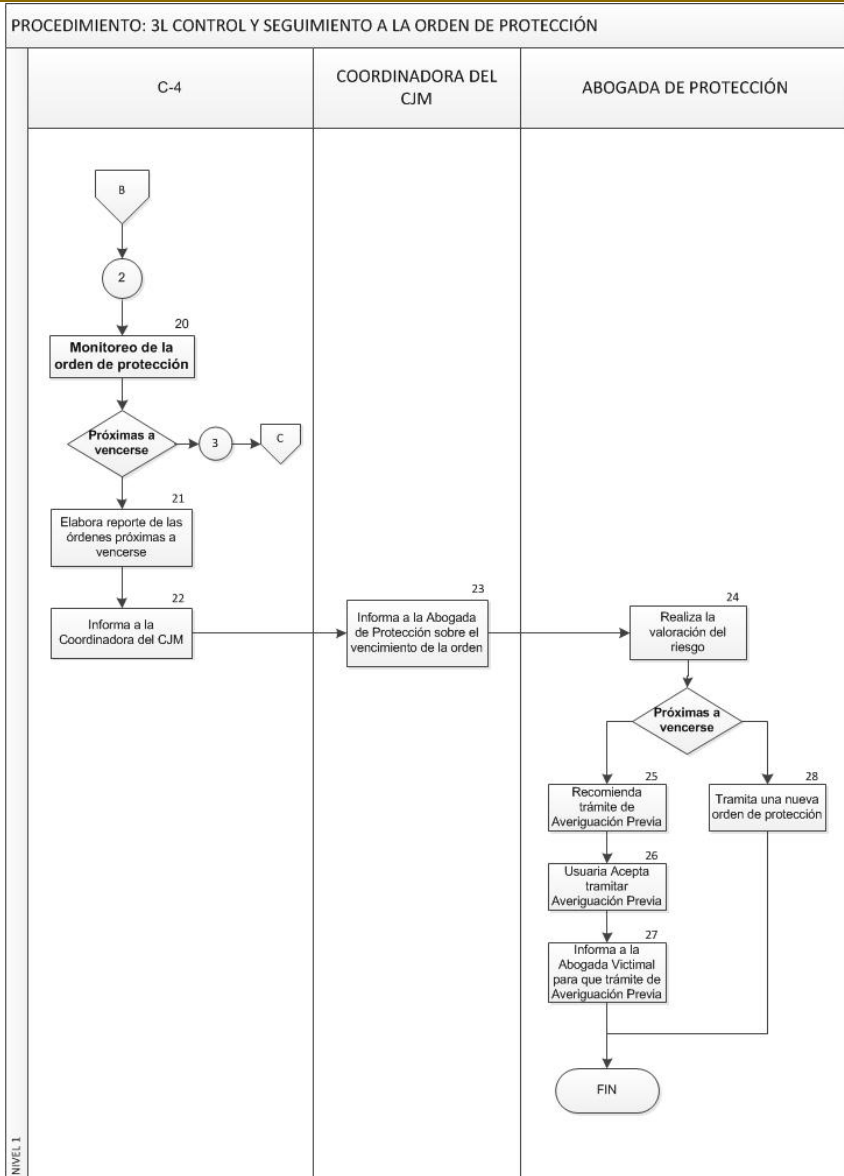 PROCEDIMIENTO: 3L CONTROL Y SEGUIMIENTO A LA ORDEN DE PROTECCIÓN
C-4
COORDINADORA DEL
CJM
ABOGADA DE PROTECCIÓN
B
2
20
Monitoreo de la
orden de protección
Próximas a
vencerse
3
C
21
Elabora reporte de las
órdenes próximas a
vencerse
22
Informa a la
Coordinadora del CJM
23
Informa a la Abogada
de Protección sobre el
vencimiento de la orden
24
Realiza la
valoración del
riesgo
Próximas a
vencerse
25
Recomienda
trámite de
Averiguación Previa
26
Usuaria Acepta
tramitar
Averiguación Previa
27
Informa a la
Abogada Victimal
para que trámite de
Averiguación Previa
28
Tramita una nueva
orden de protección
FIN
NIVEL 1